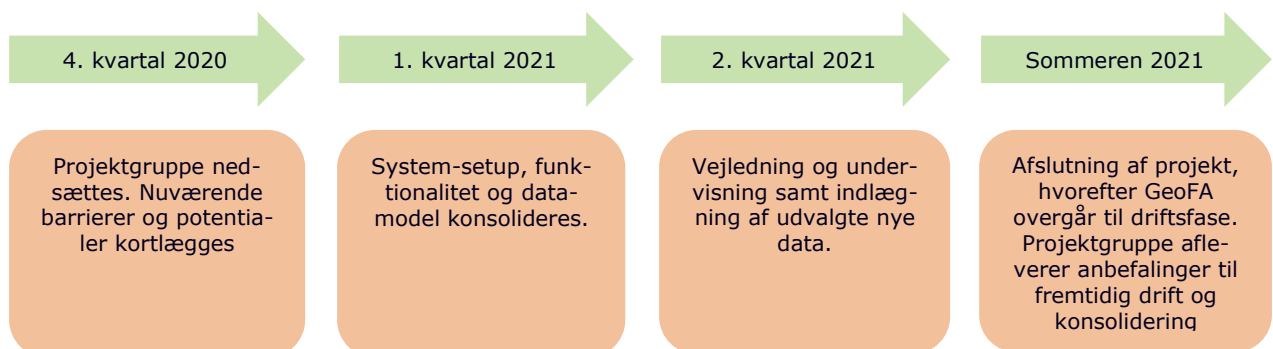 4. kvartal 2020
1. kvartal 2021
2. kvartal 2021
Sommeren 2021
Projektgruppe ned-
sættes. Nuværende
barrierer og potentia-
ler kortlægges
System-setup, funk-
tionalitet og data-
model konsolideres.
Vejledning og under-
visning samt indlæg-
ning af udvalgte nye
data.
Afslutning af projekt,
hvorefter GeoFA
overgår til driftsfase.
Projektgruppe afle-
verer anbefalinger til
fremtidig drift og
konsolidering